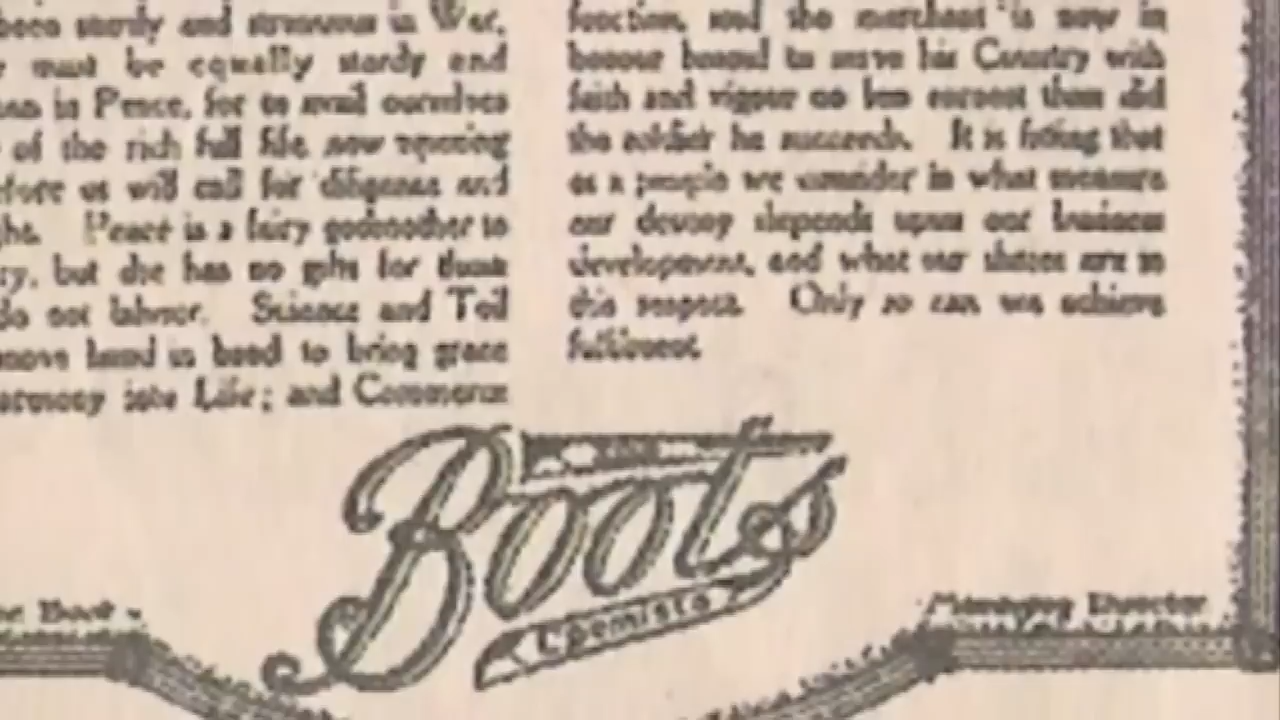 been sturdy and strenuous in War,
must be equally sturdy and
in Peace, for to avail ourselves
of the rich full life now opening
before us will call for diligence and
Peace is a fairy godmother to
but she has no gifts for those
do not labour. Science and Toil
move hand in hand to bring grace
harmony into Life; and Commerce
function, and the merchant is now in
honour bound to serve his Country with
faith and vigour no less earnest than did
the soldier he succeeds. It is fitting that
as a people we consider in what measure
our destiny depends upon our business
development, and what our duties are in
this respect. Only so can we achieve
fulfilment.
Boots
Chemists
Managing Director